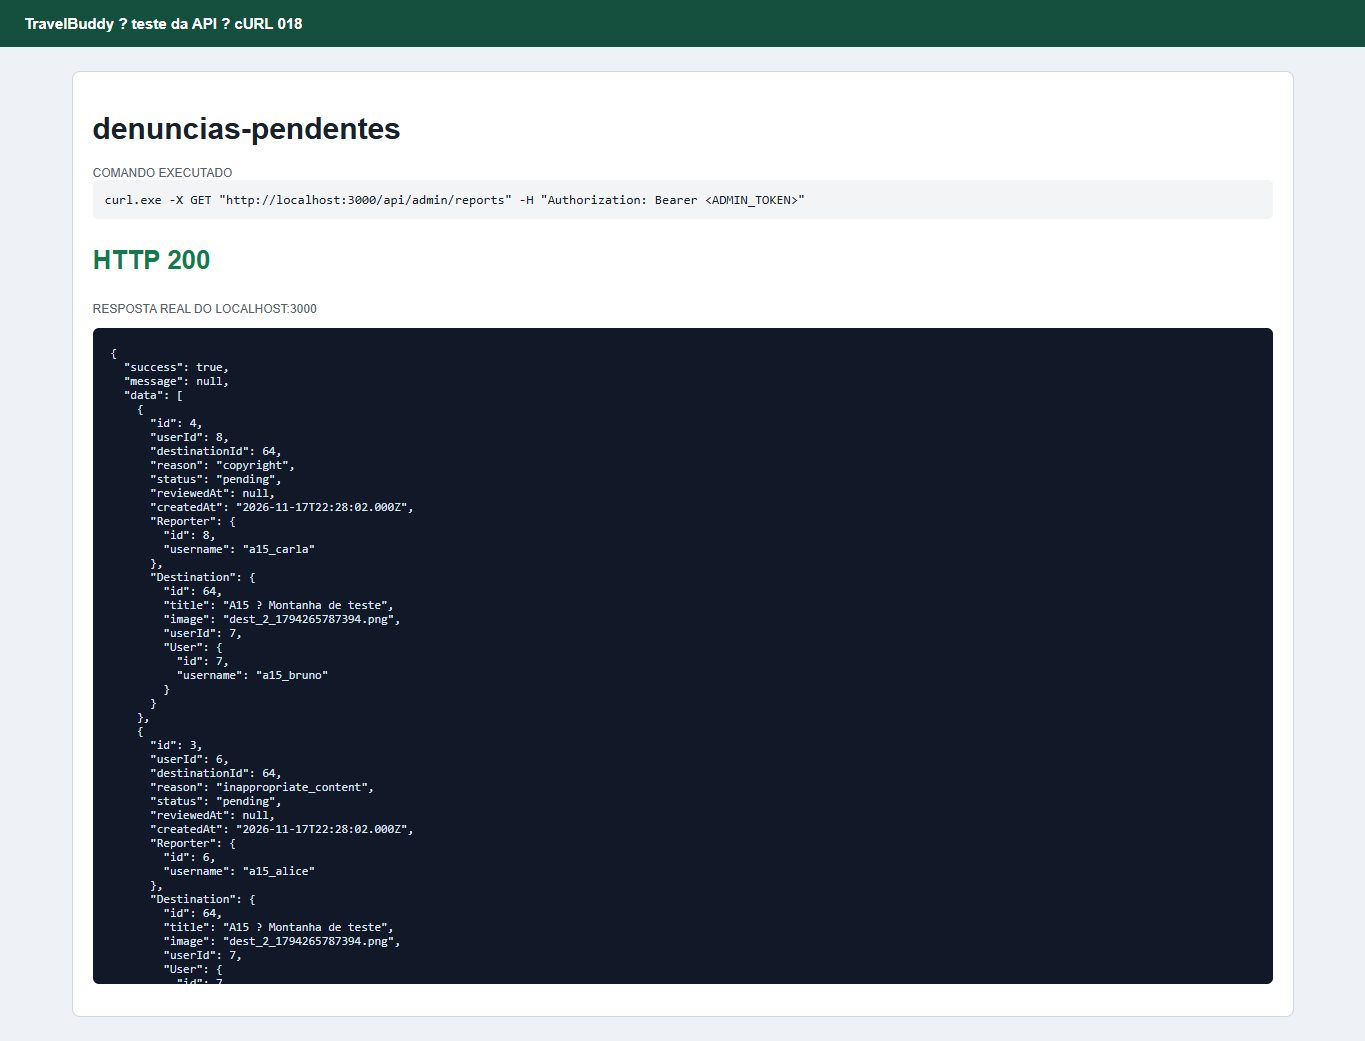 TravelBuddy ? teste da API ? cURL 018
denuncias-pendentes
COMANDO EXECUTADO
curl.exe -X GET "http://localhost:3000/api/admin/reports" -H "Authorization: Bearer <ADMIN_TOKEN>"
HTTP 200
RESPOSTA REAL DO LOCALHOST:3000
{
  "success": true,
  "message": null,
  "data": [
    {
      "id": 4,
      "userId": 8,
      "destinationId": 64,
      "reason": "copyright",
      "status": "pending",
      "reviewedAt": null,
      "createdAt": "2026-11-17T22:28:02.000Z",
      "Reporter": {
        "id": 8,
        "username": "a15_carla"
      },
      "Destination": {
        "id": 64,
        "title": "A15 ? Montanha de teste",
        "image": "dest_2_1794265787394.png",
        "userId": 7,
        "User": {
          "id": 7,
          "username": "a15_bruno"
        }
      }
    },
    {
      "id": 3,
      "userId": 6,
      "destinationId": 64,
      "reason": "inappropriate_content",
      "status": "pending",
      "reviewedAt": null,
      "createdAt": "2026-11-17T22:28:02.000Z",
      "Reporter": {
        "id": 6,
        "username": "a15_alice"
      },
      "Destination": {
        "id": 64,
        "title": "A15 ? Montanha de teste",
        "image": "dest_2_1794265787394.png",
        "userId": 7,
        "User": {
          "id": 7